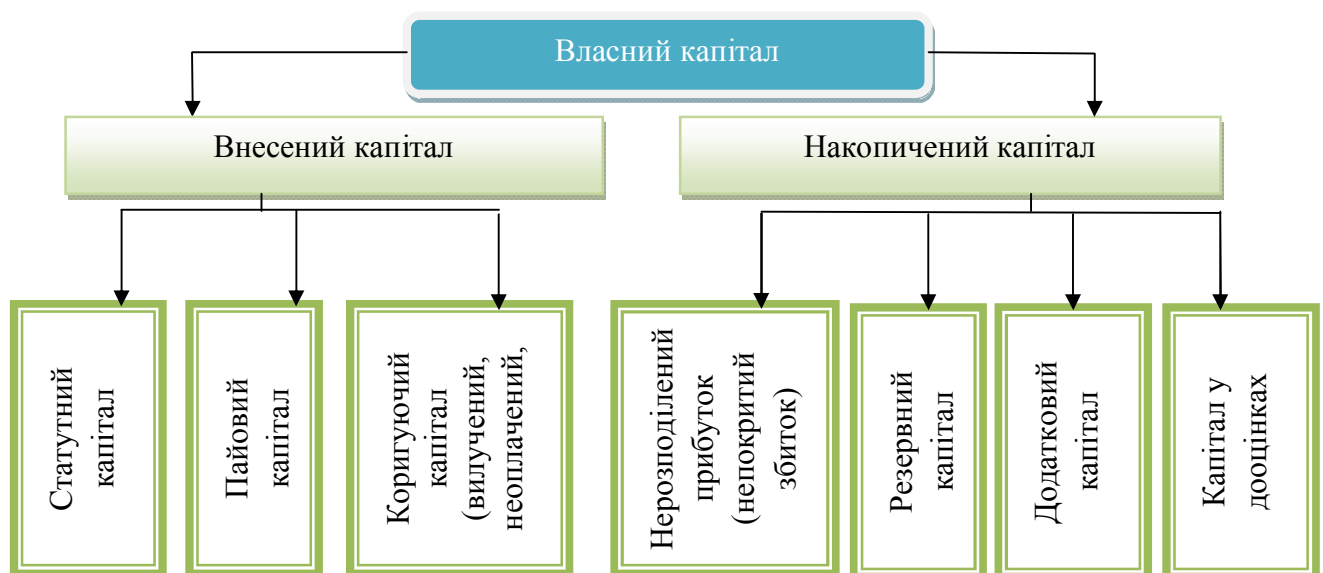 Власний капітал
Внесений капітал
Накопичений капітал
Статутний
капітал
Пайовий
капітал
Коригуючий
капітал
(вилучений,
неоплачений,
Нерозподілений
прибуток
(непокритий
збиток)
Резервний
капітал
Додатковий
капітал
Капітал у
дооцінках